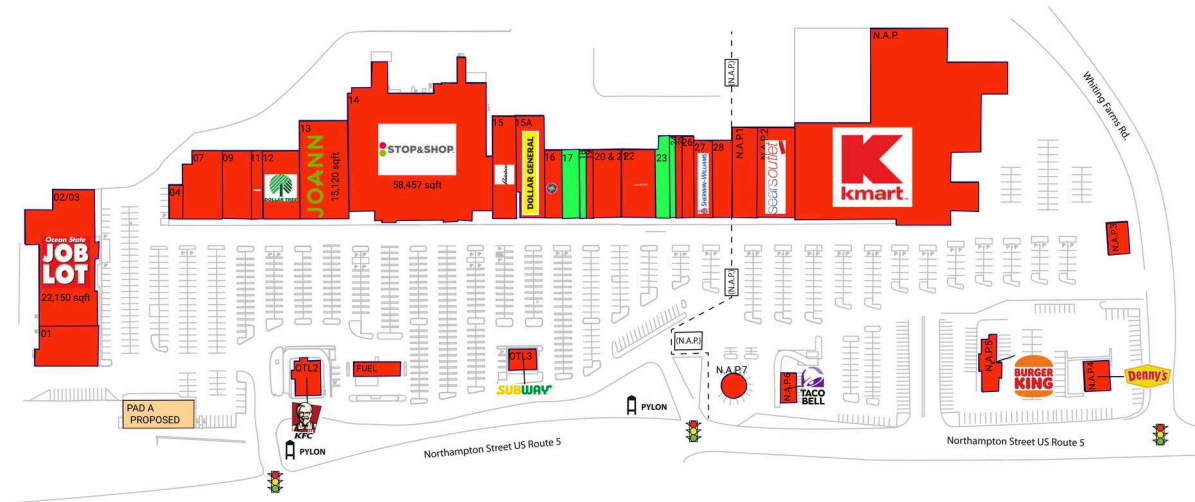 N.A.P.
Whiting Farms Rd.
(N.A.P.)
14
13
JOANN
15,120 sqft
STOP&SHOP
58,457 sqft
15
15A
DOLLAR GENERAL
07
09
11
12
DOLLAR TREE
04
16
17
18
19
20 & 21
22
23
26
27
SHERWIN-WILLIAMS
28
N.A.P.1
N.A.P.2
sears outlet
K
kmart
02/03
Ocean State
JOB
LOT
22,150 sqft
01
N.A.P.3
(N.A.P.)
(N.A.P.)
OTL2
FUEL
OTL3
SUBWAY
N.A.P.7
N.A.P.6
TACO
BELL
N.A.P.5
BURGER
KING
N.A.P.4
Denny's
PAD A
PROPOSED
KFC
PYLON
PYLON
Northampton Street US Route 5
Northampton Street US Route 5